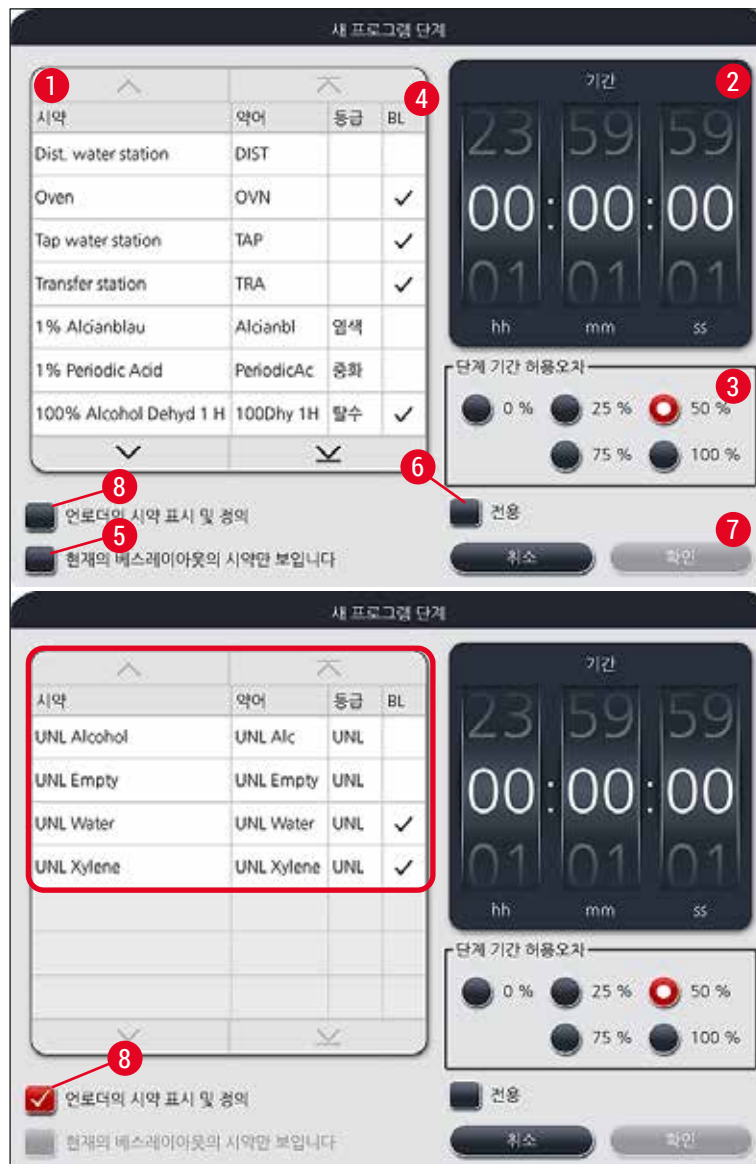 새 프로그램 단계
1
4
시약 약어 등급 BL
Dist. water station DIST
Oven OVN ✓
Tap water station TAP ✓
Transfer station TRA ✓
1% Alcianblau Alcianbl 염색
1% Periodic Acid PeriodicAc 중화
100% Alcohol Dehyd 1 H 100Dhy 1H 탈수 ✓
기간
2
23 59 59
00:00:00
01 01 01
hh mm ss
단계 기간 허용오차
3
0 % 25 % 50 %
75 % 100 %
8
언로더의 시약 표시 및 정의
5
현재의 베스레이아웃의 시약만 보입니다
6
전용
7
취소 확인
새 프로그램 단계
시약 약어 등급 BL
UNL Alcohol UNL Alc UNL
UNL Empty UNL Empty UNL
UNL Water UNL Water UNL ✓
UNL Xylene UNL Xylene UNL ✓
기간
23 59 59
00:00:00
01 01 01
hh mm ss
단계 기간 허용오차
0 % 25 % 50 %
75 % 100 %
8
언로더의 시약 표시 및 정의
현재의 베스레이아웃의 시약만 보입니다
전용
취소 확인